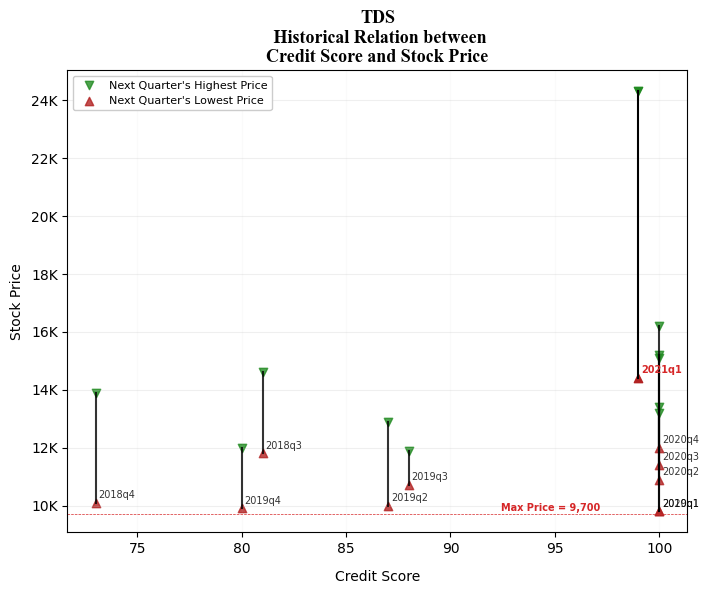 TDS
Historical Relation between
Credit Score and Stock Price
Next Quarter's Highest Price
Next Quarter's Lowest Price
24K
22K
20K
18K
16K
14K
12K
10K
Stock Price
2021q1
2018q3
2020q4
2020q3
2019q3
2020q2
2018q4
2019q2
2019q4
Max Price = 9,700
75
80
85
90
95
100
Credit Score